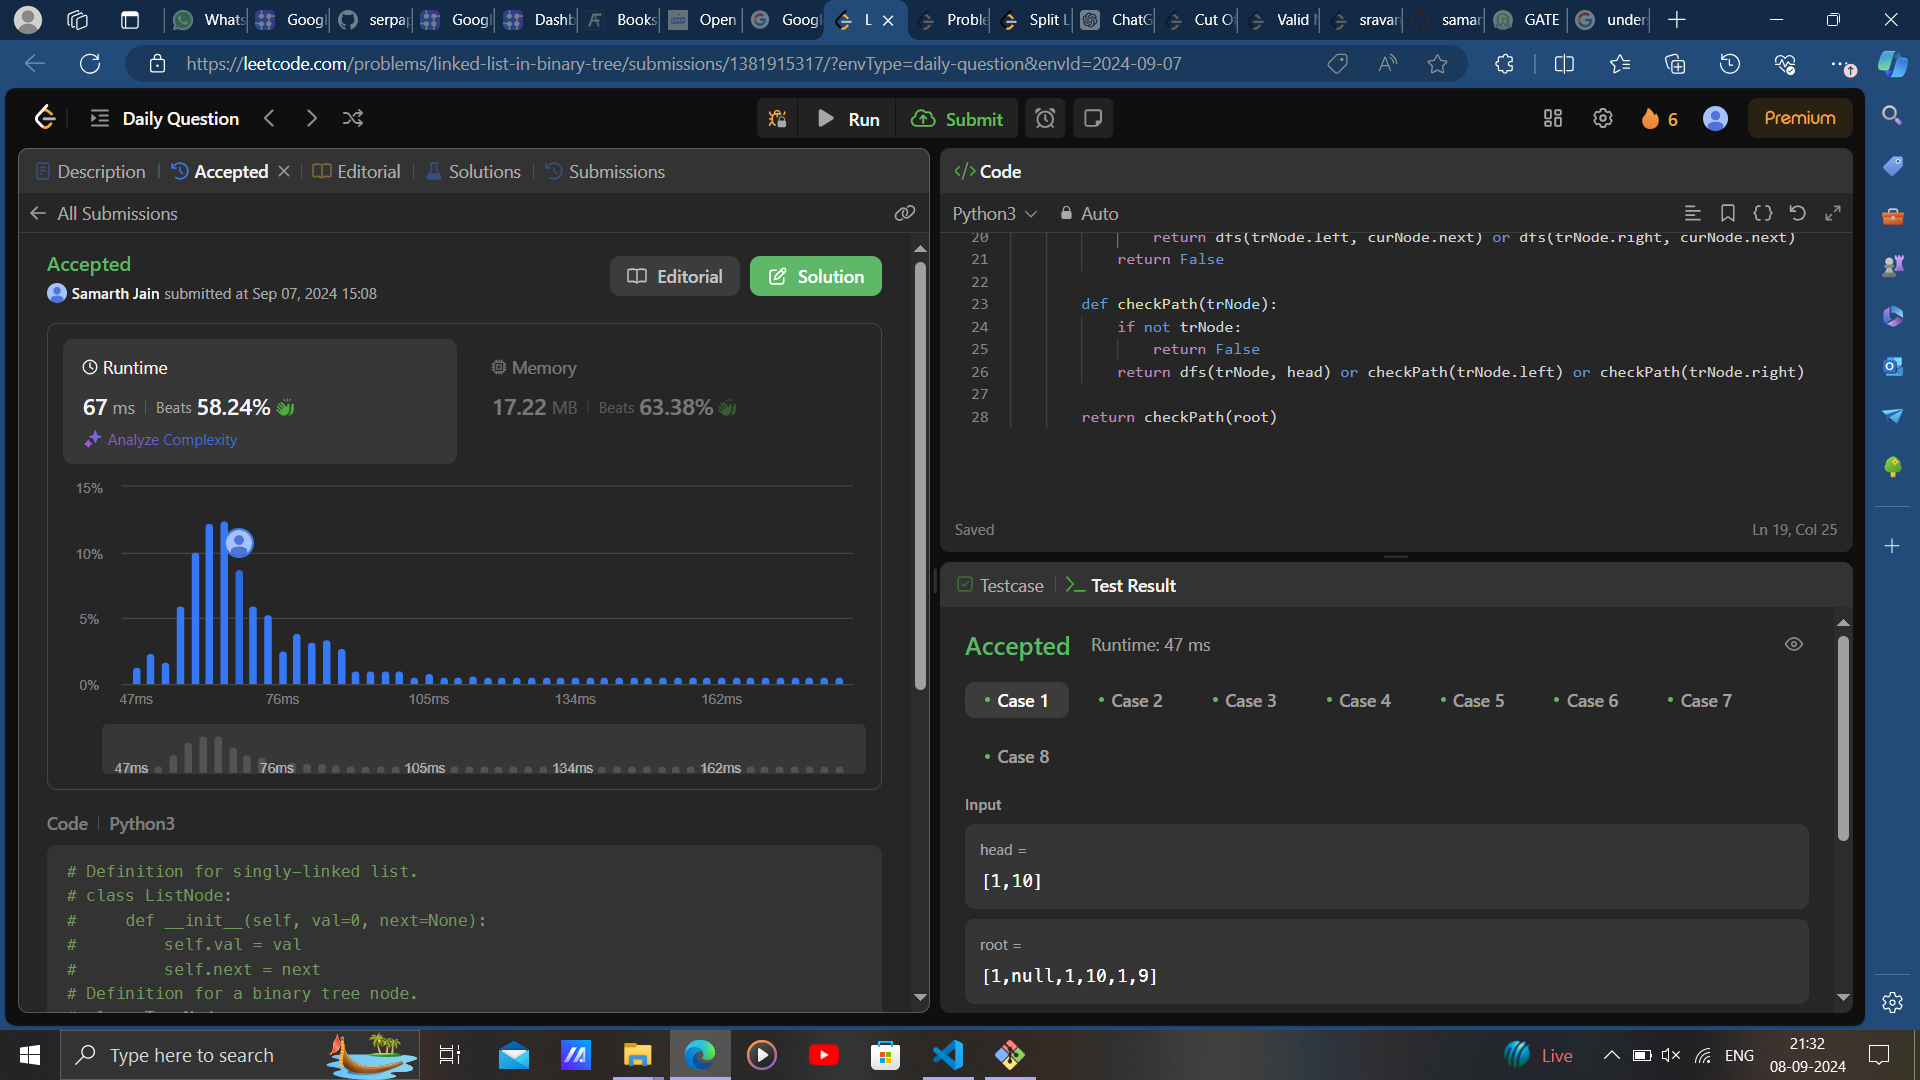 Whats
Googl
serpap
Googl
Dashb
Books
Open
Googl
L
Proble
Split L
ChatG
Cut O
Valid
sravan
samar
GATE
under
https://leetcode.com/problems/linked-list-in-binary-tree/submissions/1381915317/?envType=daily-question&envId=2024-09-07
Daily Question
Run
Submit
6
Premium
Description
Accepted
Editorial
Solutions
Submissions
All Submissions
Accepted
Samarth Jain submitted at Sep 07, 2024 15:08
Editorial
Solution
Runtime
67 ms
Beats 58.24%
Analyze Complexity
Memory
17.22 MB
Beats 63.38%
15%
10%
5%
0%
47ms 76ms 105ms 134ms 162ms
47ms 76ms 105ms 134ms 162ms
Code
Python3
# Definition for singly-linked list.
# class ListNode:
#     def __init__(self, val=0, next=None):
#         self.val = val
#         self.next = next
# Definition for a binary tree node.
</> Code
Python3
Auto
20 return dfs(trNode.left, curNode.next) or dfs(trNode.right, curNode.next)
21 return False
22
23 def checkPath(trNode):
24 if not trNode:
25 return False
26 return dfs(trNode, head) or checkPath(trNode.left) or checkPath(trNode.right)
27
28 return checkPath(root)
Saved
Ln 19, Col 25
Testcase
Test Result
Accepted
Runtime: 47 ms
• Case 1
• Case 2
• Case 3
• Case 4
• Case 5
• Case 6
• Case 7
• Case 8
Input
head =
[1,10]
root =
[1,null,1,10,1,9]
Type here to search
Live
ENG
21:32
08-09-2024